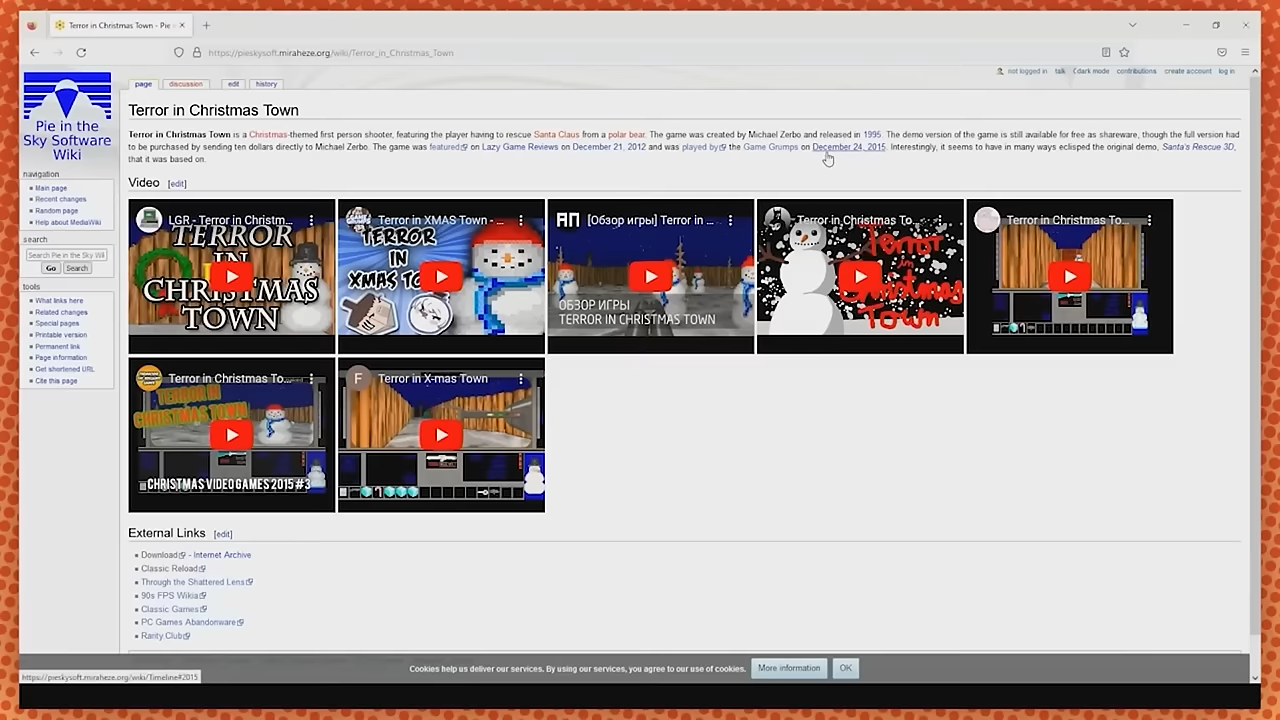 Terror in Christmas Town - Pie
https://pieskysoft.miraheze.org/wiki/Terror_in_Christmas_Town
not logged in talk dark mode contributions create account log in
page discussion edit history
Pie in the
Sky Software
Wiki
navigation
Main page
Recent changes
Random page
Help about MediaWiki
search
Search Pie in the Sky Wil
Go Search
tools
What links here
Related changes
Special pages
Printable version
Permanent link
Page information
Get shortened URL
Cite this page
Terror in Christmas Town
Terror in Christmas Town is a Christmas-themed first person shooter, featuring the player having to rescue Santa Claus from a polar bear. The game was created by Michael Zerbo and released in 1995. The demo version of the game is still available for free as shareware, though the full version had
to be purchased by sending ten dollars directly to Michael Zerbo. The game was featured on Lazy Game Reviews on December 21, 2012 and was played by the Game Grumps on December 24, 2015. Interestingly, it seems to have in many ways eclipsed the original demo, Santa's Rescue 3D,
that it was based on.
Video [edit]
LGR - Terror in Christm...
TERROR
IN
CHRISTMAS
TOWN
Terror in XMAS Town - ...
TERROR
IN
XMAS TO
АП
[Обзор игры] Terror in ...
ОБЗОР ИГРЫ
TERROR IN CHRISTMAS TOWN
Terror in Christmas To...
Terror
in
Christmas
Town
Terror in Christmas To...
Terror in Christmas To...
TERROR IN
CHRISTMAS TOWN
CHRISTMAS VIDEO GAMES 2015 #3
F
Terror in X-mas Town
External Links [edit]
Download - Internet Archive
Classic Reload
Through the Shattered Lens
90s FPS Wikia
Classic Games
PC Games Abandonware
Rarity Club
Cookies help us deliver our services. By using our services, you agree to our use of cookies. More information OK
https://pieskysoft.miraheze.org/wiki/Timeline#2015